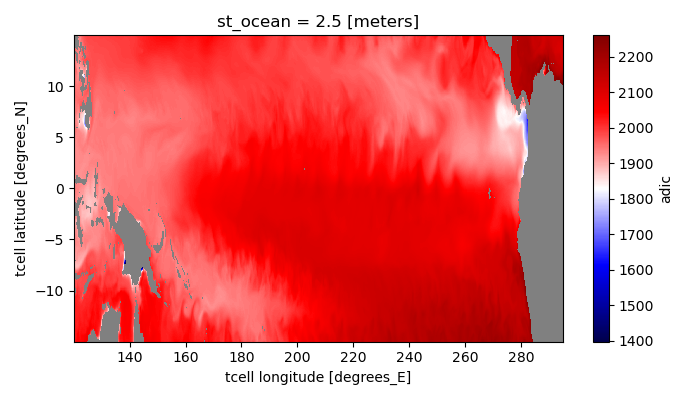 st_ocean = 2.5 [meters]
10
5
0
−5
−10
tcell latitude [degrees_N]
140 160 180 200 220 240 260 280
tcell longitude [degrees_E]
2200
2100
2000
1900
1800
1700
1600
1500
1400
adic